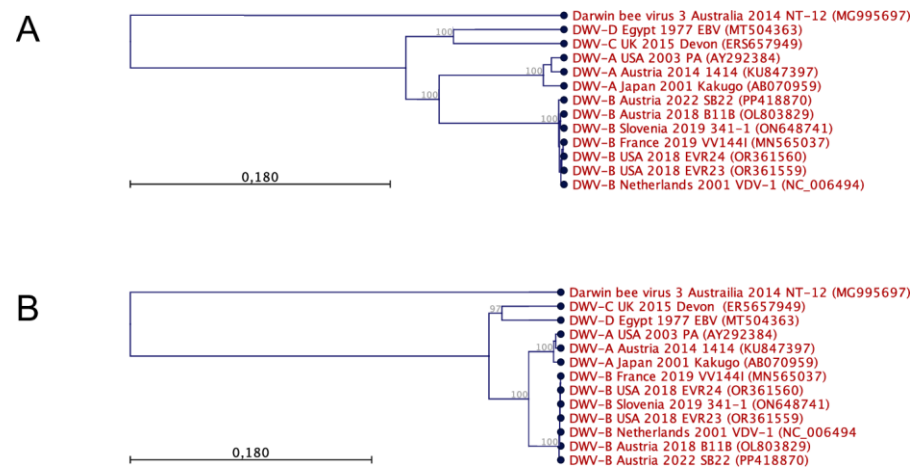 A
Darwin bee virus 3 Australia 2014 NT-12 (MG995697)
100
DWV-D Egypt 1977 EBV (MT504363)
DWV-C UK 2015 Devon (ERS657949)
DWV-A USA 2003 PA (AY292384)
100
DWV-A Austria 2014 1414 (KU847397)
DWV-A Japan 2001 Kakugo (AB070959)
100
DWV-B Austria 2022 SB22 (PP418870)
DWV-B Austria 2018 B11B (OL803829)
100
DWV-B Slovenia 2019 341-1 (ON648741)
DWV-B France 2019 VV144I (MN565037)
DWV-B USA 2018 EVR24 (OR361560)
DWV-B USA 2018 EVR23 (OR361559)
DWV-B Netherlands 2001 VDV-1 (NC_006494)
0,180
B
Darwin bee virus 3 Austrailia 2014 NT-12 (MG995697)
97
DWV-C UK 2015 Devon (ER5657949)
DWV-D Egypt 1977 EBV (MT504363)
DWV-A USA 2003 PA (AY292384)
100
DWV-A Austria 2014 1414 (KU847397)
DWV-A Japan 2001 Kakugo (AB070959)
DWV-B France 2019 VV144I (MN565037)
DWV-B USA 2018 EVR24 (OR361560)
100
DWV-B Slovenia 2019 341-1 (ON648741)
DWV-B USA 2018 EVR23 (OR361559)
DWV-B Netherlands 2001 VDV-1 (NC_006494
100
DWV-B Austria 2018 B11B (OL803829)
DWV-B Austria 2022 SB22 (PP418870)
0,180